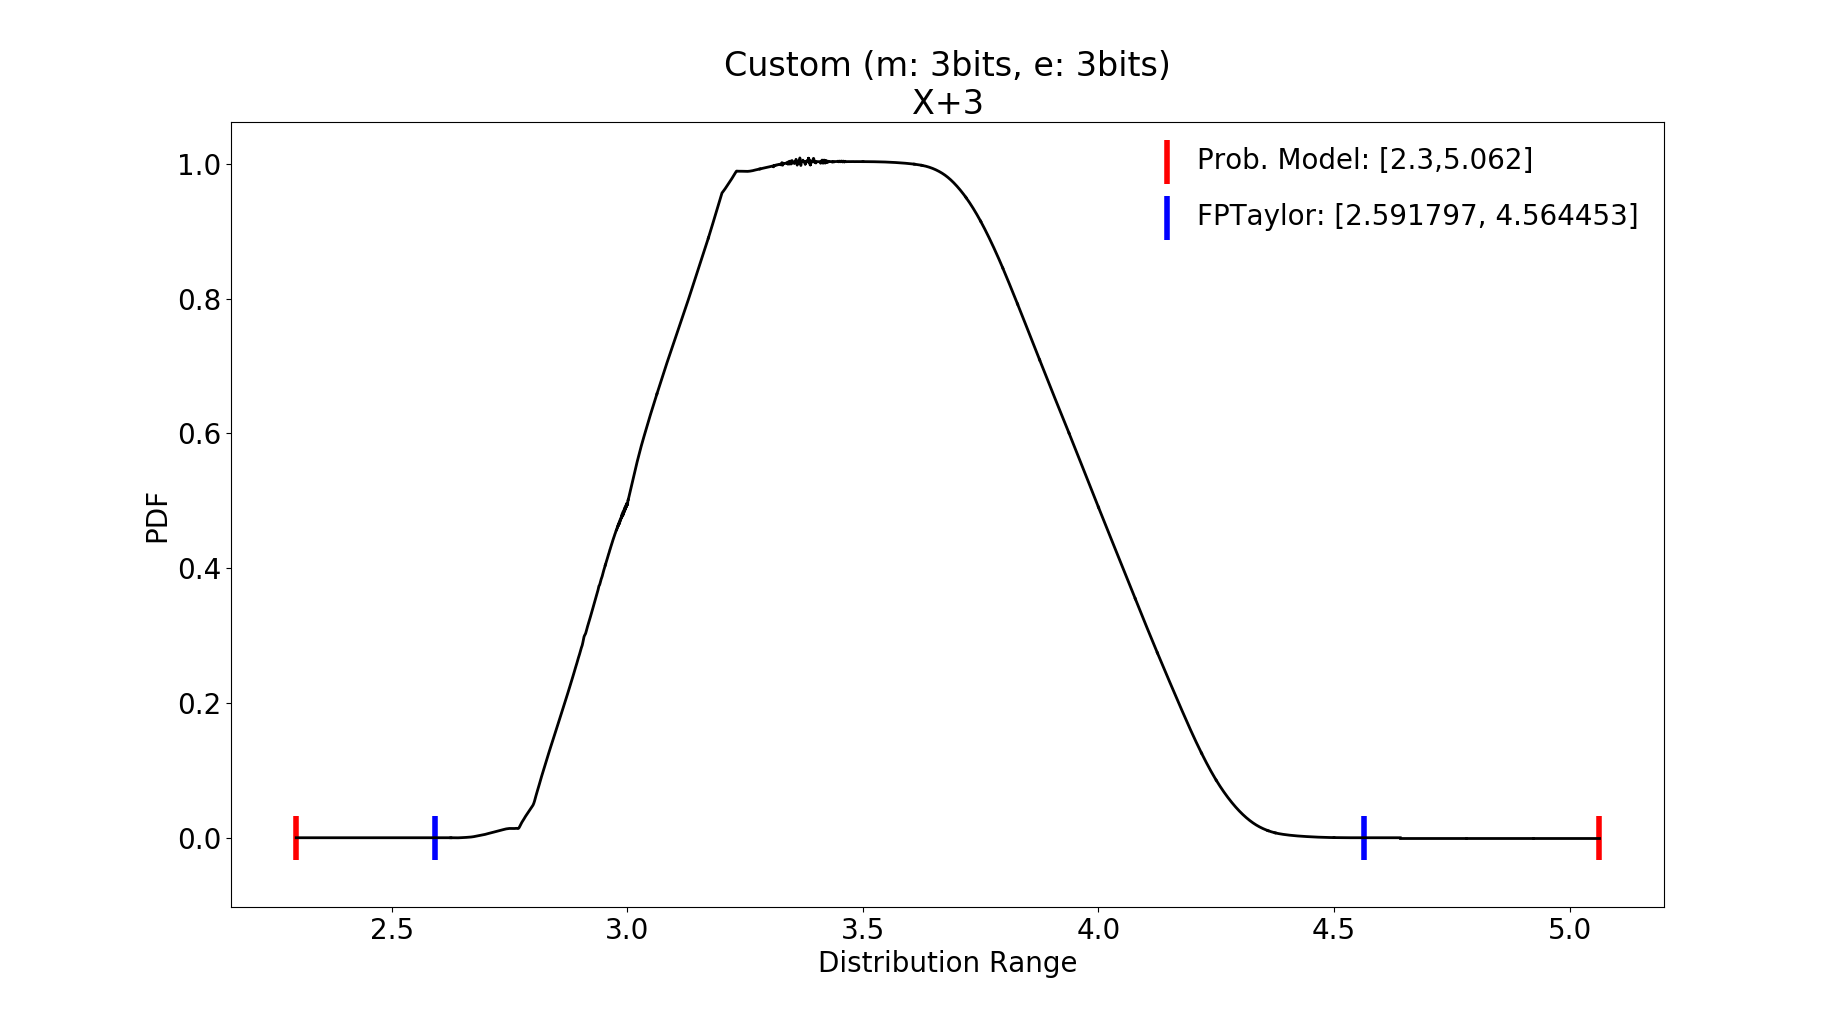 Custom (m: 3bits, e: 3bits)
X+3
Prob. Model: [2.3,5.062]
FPTaylor: [2.591797, 4.564453]
1.0
0.8
0.6
0.4
0.2
0.0
PDF
2.5 3.0 3.5 4.0 4.5 5.0
Distribution Range